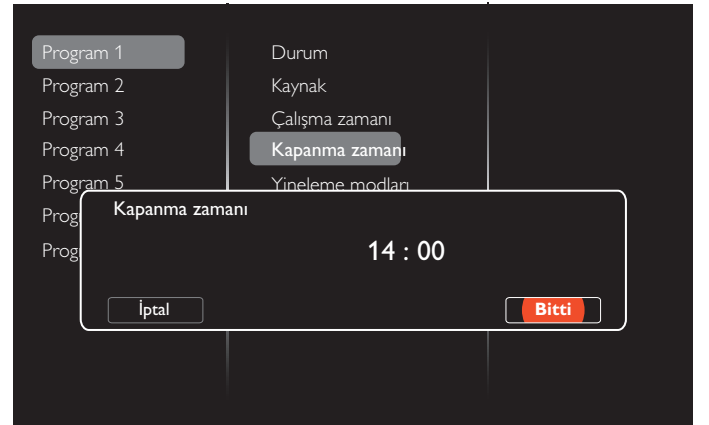 Program 1
Program 2
Program 3
Program 4
Program 5
Durum
Kaynak
Çalışma zamanı
Kapanma zamanı
Yineleme modları
Kapanma zamanı
14 : 00
İptal
Bitti